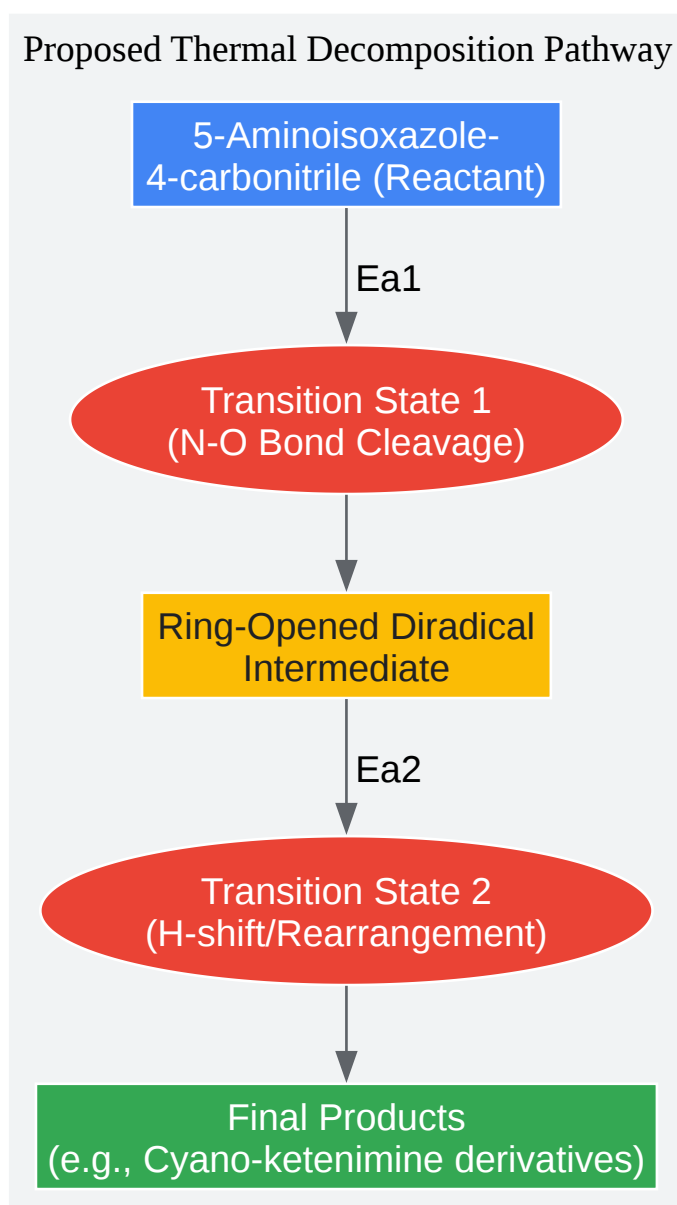 Proposed Thermal Decomposition Pathway
5-Aminoisoxazole-
4-carbonitrile (Reactant)
Ea1
Transition State 1
(N-O Bond Cleavage)
Ring-Opened Diradical
Intermediate
Ea2
Transition State 2
(H-shift/Rearrangement)
Final Products
(e.g., Cyano-ketenimine derivatives)